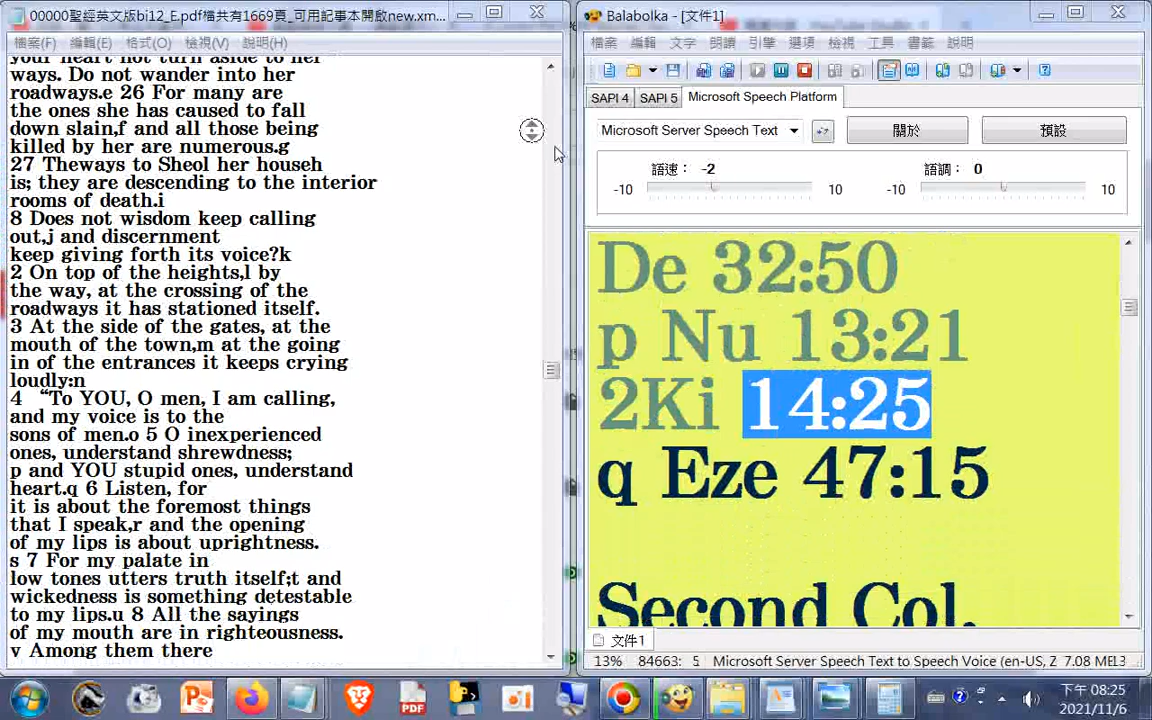 00000聖經英文版bi12_E.pdf檔共有1669頁_可用記事本開啟new.xm...
檔案(F) 編輯(E) 格式(O) 檢視(V) 說明(H)
your heart not turn aside to her
ways. Do not wander into her
roadways.e 26 For many are
the ones she has caused to fall
down slain,f and all those being
killed by her are numerous.g
27 Theways to Sheol her househ
is; they are descending to the interior
rooms of death.i
8 Does not wisdom keep calling
out,j and discernment
keep giving forth its voice?k
2 On top of the heights,l by
the way, at the crossing of the
roadways it has stationed itself.
3 At the side of the gates, at the
mouth of the town,m at the going
in of the entrances it keeps crying
loudly:n
4 “To YOU, O men, I am calling,
and my voice is to the
sons of men.o 5 O inexperienced
ones, understand shrewdness;
p and YOU stupid ones, understand
heart.q 6 Listen, for
it is about the foremost things
that I speak,r and the opening
of my lips is about uprightness.
s 7 For my palate in
low tones utters truth itself;t and
wickedness is something detestable
to my lips.u 8 All the sayings
of my mouth are in righteousness.
v Among them there
Balabolka - [文件1]
檔案 編輯 文字 朗讀 引擎 選項 檢視 工具 書籤 說明
SAPI 4 SAPI 5 Microsoft Speech Platform
Microsoft Server Speech Text 關於 預設
語速： -2 語調： 0
-10 10 -10 10
De 32:50
p Nu 13:21
2Ki 14:25
q Eze 47:15
Second Col.
文件1
13% 84663: 5 Microsoft Server Speech Text to Speech Voice (en-US, Z 7.08 MB
PDF
下午 08:25
2021/11/6